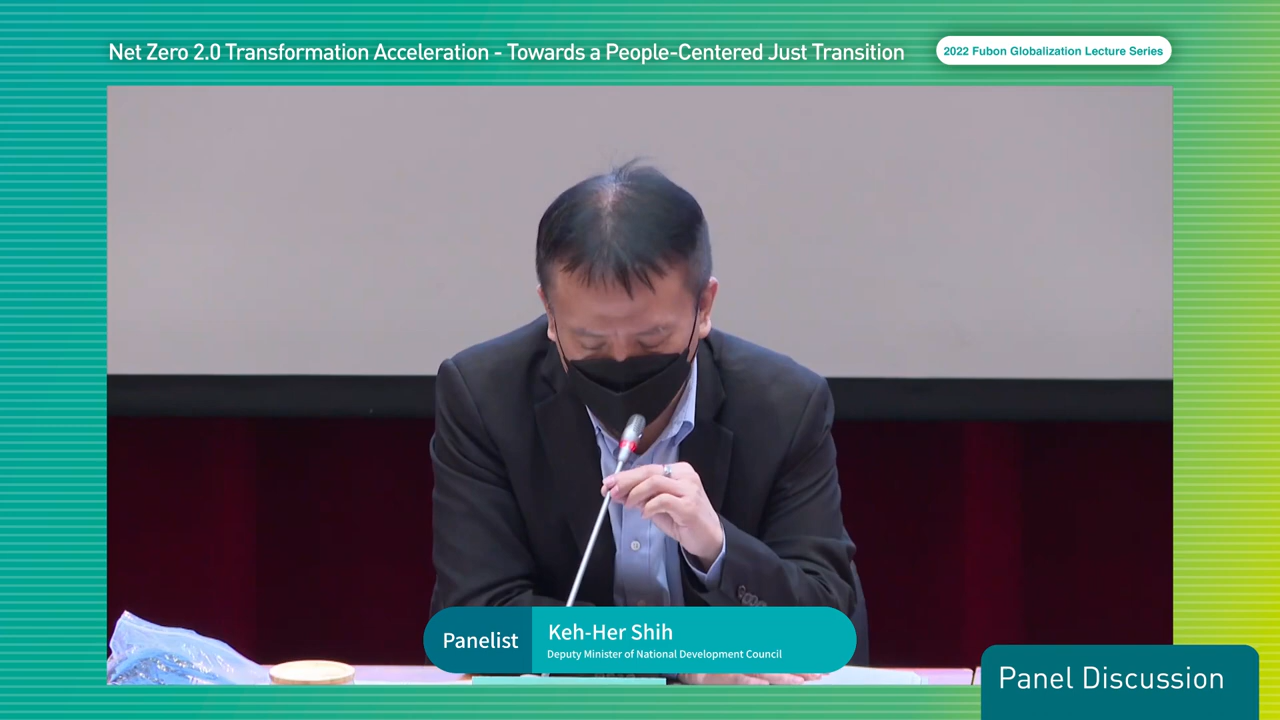 Net Zero 2.0 Transformation Acceleration - Towards a People-Centered Just Transition
2022 Fubon Globalization Lecture Series
Panelist
Keh-Her Shih
Deputy Minister of National Development Council
Panel Discussion